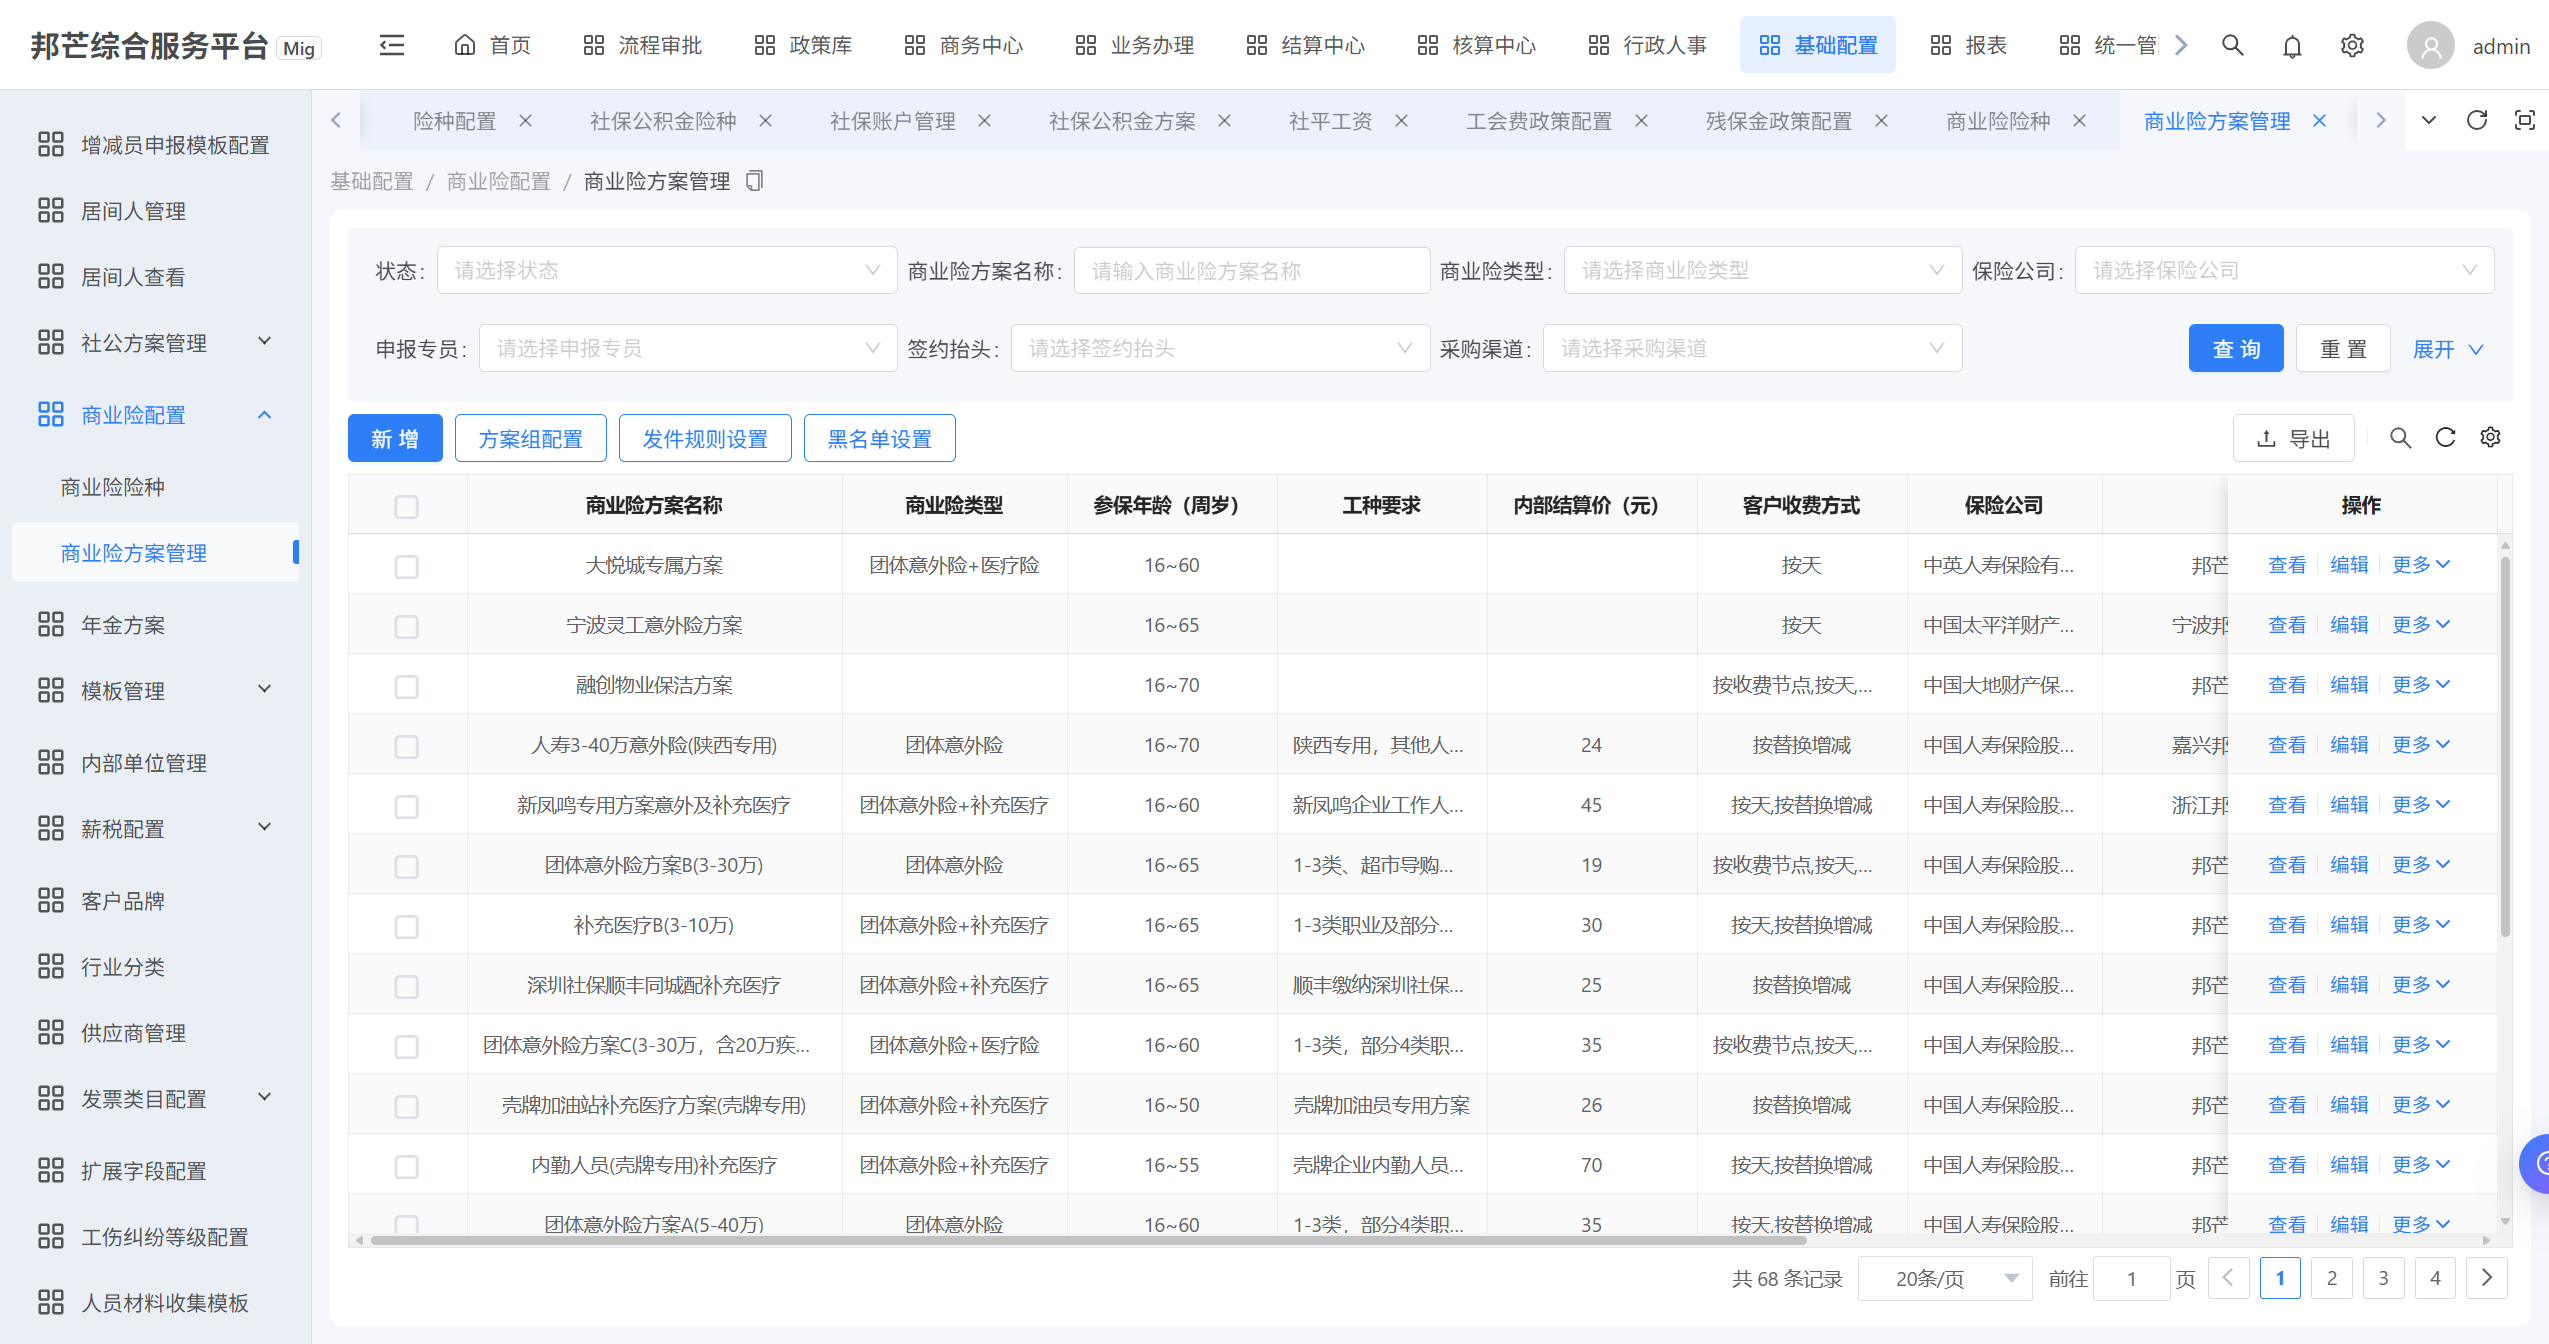 邦芒综合服务平台 Mig 首页 流程审批 政策库 商务中心 业务办理 结算中心 核算中心 行政人事 基础配置 报表 统一管 admin
险种配置 社保公积金险种 社保账户管理 社保公积金方案 社平工资 工会费政策配置 残保金政策配置 商业险险种 商业险方案管理
基础配置 / 商业险配置 / 商业险方案管理
增减员申报模板配置
居间人管理
居间人查看
社公方案管理
商业险配置
商业险险种
商业险方案管理
年金方案
模板管理
内部单位管理
薪税配置
客户品牌
行业分类
供应商管理
发票类目配置
扩展字段配置
工伤纠纷等级配置
人员材料收集模板
状态: 请选择状态 商业险方案名称: 请输入商业险方案名称 商业险类型: 请选择商业险类型 保险公司: 请选择保险公司
申报专员: 请选择申报专员 签约抬头: 请选择签约抬头 采购渠道: 请选择采购渠道 查 询 重 置 展开
新 增 方案组配置 发件规则设置 黑名单设置 导出
商业险方案名称 商业险类型 参保年龄（周岁） 工种要求 内部结算价（元） 客户收费方式 保险公司 操作
大悦城专属方案 团体意外险+医疗险 16~60 按天 中英人寿保险有... 邦芒 查看 编辑 更多
宁波灵工意外险方案 16~65 按天 中国太平洋财产... 宁波邦 查看 编辑 更多
融创物业保洁方案 16~70 按收费节点,按天,... 中国大地财产保... 邦芒 查看 编辑 更多
人寿3-40万意外险(陕西专用) 团体意外险 16~70 陕西专用，其他人... 24 按替换增减 中国人寿保险股... 嘉兴邦 查看 编辑 更多
新凤鸣专用方案意外及补充医疗 团体意外险+补充医疗 16~60 新凤鸣企业工作人... 45 按天,按替换增减 中国人寿保险股... 浙江邦 查看 编辑 更多
团体意外险方案B(3-30万) 团体意外险 16~65 1-3类、超市导购... 19 按收费节点,按天,... 中国人寿保险股... 邦芒 查看 编辑 更多
补充医疗B(3-10万) 团体意外险+补充医疗 16~65 1-3类职业及部分... 30 按天,按替换增减 中国人寿保险股... 邦芒 查看 编辑 更多
深圳社保顺丰同城配补充医疗 团体意外险+补充医疗 16~65 顺丰缴纳深圳社保... 25 按替换增减 中国人寿保险股... 邦芒 查看 编辑 更多
团体意外险方案C(3-30万，含20万疾... 团体意外险+医疗险 16~60 1-3类，部分4类职... 35 按收费节点,按天,... 中国人寿保险股... 邦芒 查看 编辑 更多
壳牌加油站补充医疗方案(壳牌专用) 团体意外险+补充医疗 16~50 壳牌加油员专用方案 26 按替换增减 中国人寿保险股... 邦芒 查看 编辑 更多
内勤人员(壳牌专用)补充医疗 团体意外险+补充医疗 16~55 壳牌企业内勤人员... 70 按天,按替换增减 中国人寿保险股... 邦芒 查看 编辑 更多
团体意外险方案A(5-40万) 团体意外险 16~60 1-3类，部分4类职... 35 按天,按替换增减 中国人寿保险股... 邦芒 查看 编辑 更多
共 68 条记录 20条/页 前往 1 页 1 2 3 4